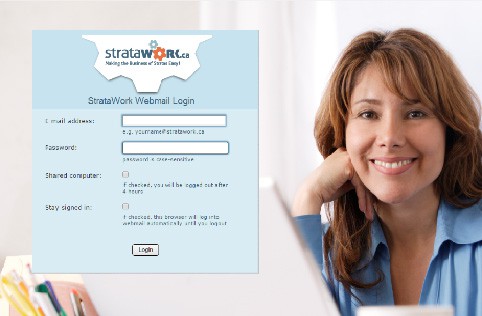 strataWORK.ca
Making the Business of Strata Easy!
StrataWork Webmail Login
E-mail address:
e.g. yourname@stratawork.ca
Password:
password is case-sensitive
Shared computer:
If checked, you will be logged out after
4 hours
Stay signed in:
If checked, this browser will log into
webmail automatically until you log out
Login